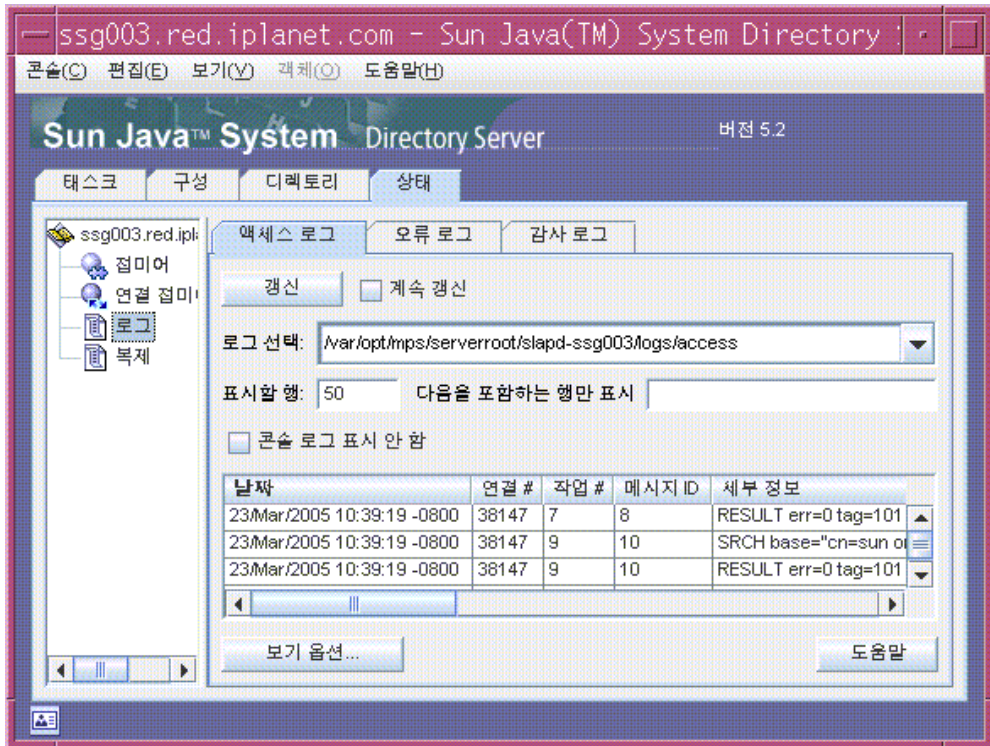 ssg003.red.iplanet.com - Sun Java(TM) System Directory
콘솔(C) 편집(E) 보기(V) 객체(O) 도움말(H)
Sun Java™ System Directory Server
버전 5.2
태스크 구성 디렉토리 상태
ssg003.red.ipl
접미어
연결 접미
로그
복제
액세스 로그 오류 로그 감사 로그
갱신 계속 갱신
로그 선택: /var/opt/mps/serverroot/slapd-ssg003/logs/access
표시할 행: 50 다음을 포함하는 행만 표시
콘솔 로그 표시 안 함
날짜 연결 # 작업 # 메시지 ID 세부 정보
23/Mar/2005 10:39:19 -0800 38147 7 8 RESULT err=0 tag=101
23/Mar/2005 10:39:19 -0800 38147 9 10 SRCH base="cn=sun
23/Mar/2005 10:39:19 -0800 38147 9 10 RESULT err=0 tag=101
보기 옵션... 도움말